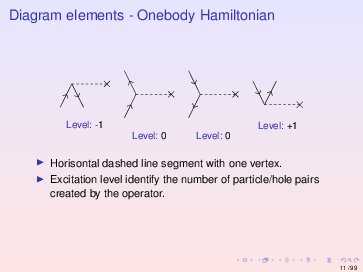 Diagram elements - Onebody Hamiltonian
Level: -1
Level: 0
Level: 0
Level: +1
Horisontal dashed line segment with one vertex.
Excitation level identify the number of particle/hole pairs
created by the operator.
11 / 99